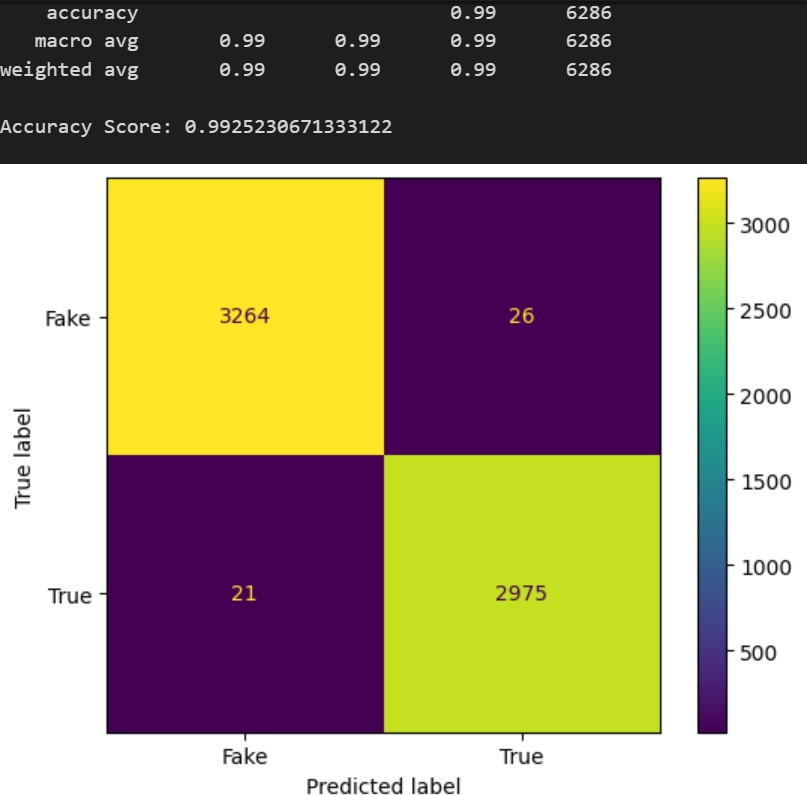 accuracy 0.99 6286
macro avg 0.99 0.99 0.99 6286
weighted avg 0.99 0.99 0.99 6286
Accuracy Score: 0.9925230671333122
Fake 3264 26
True 21 2975
Fake True
Predicted label
True label
3000
2500
2000
1500
1000
500